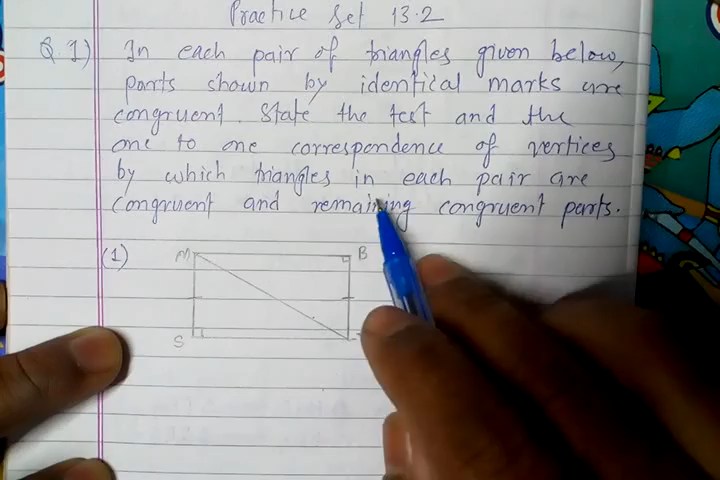 Practice set 13.2
Q.1) In each pair of triangles given below,
parts shown by identical marks are
congruent. State the test and the
one to one correspondence of vertices
by which triangles in each pair are
congruent and remaining congruent parts.
(1) M B
S